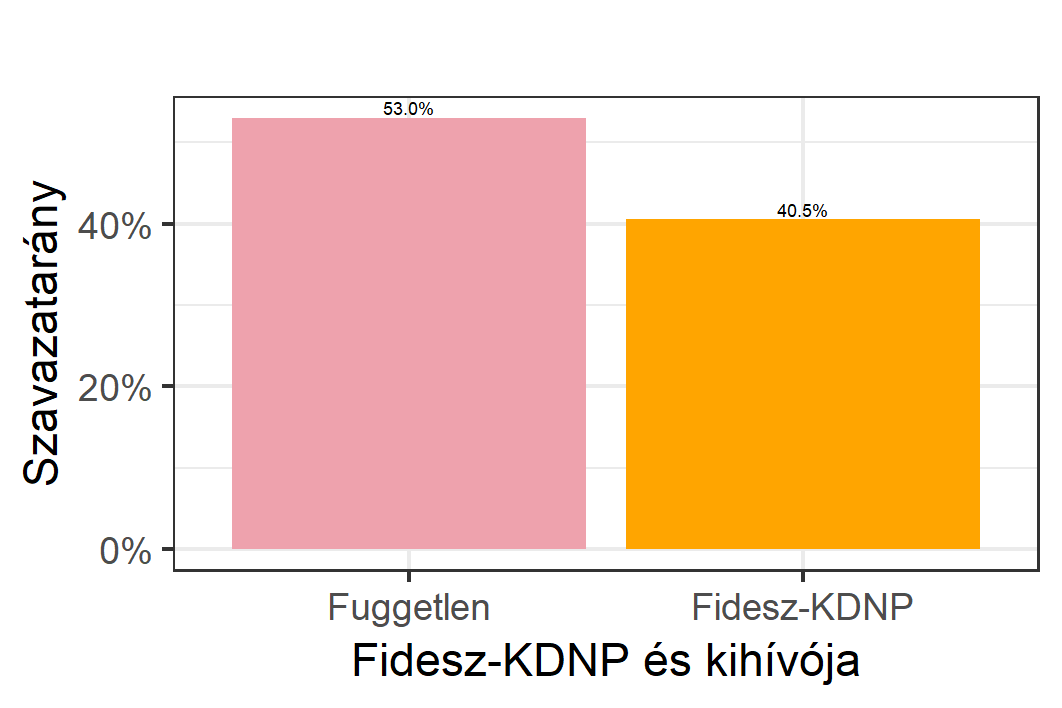 53.0%
40.5%
Szavazatarány
40%
20%
0%
Fuggetlen
Fidesz-KDNP
Fidesz-KDNP és kihívója